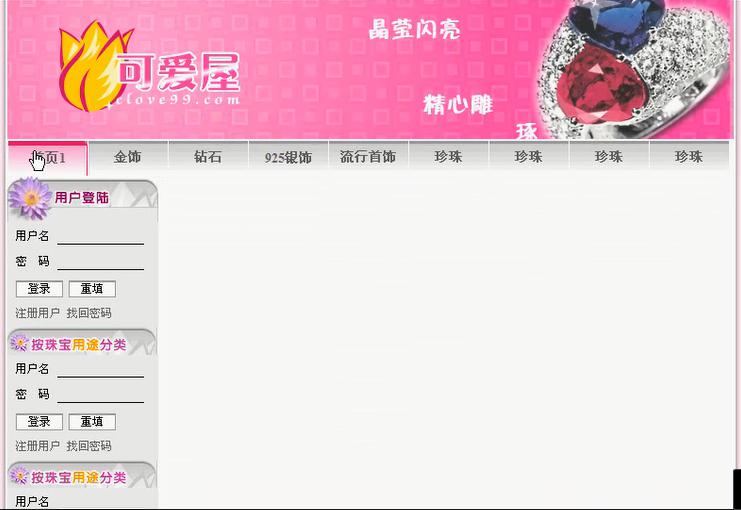 晶莹闪亮
可爱屋
clove99.com
精心雕
琢
页1 金饰 钻石 925银饰 流行首饰 珍珠 珍珠 珍珠 珍珠
用户登陆
用户名
密 码
登录 重填
注册用户 找回密码
按珠宝用途分类
用户名
密 码
登录 重填
注册用户 找回密码
按珠宝用途分类
用户名